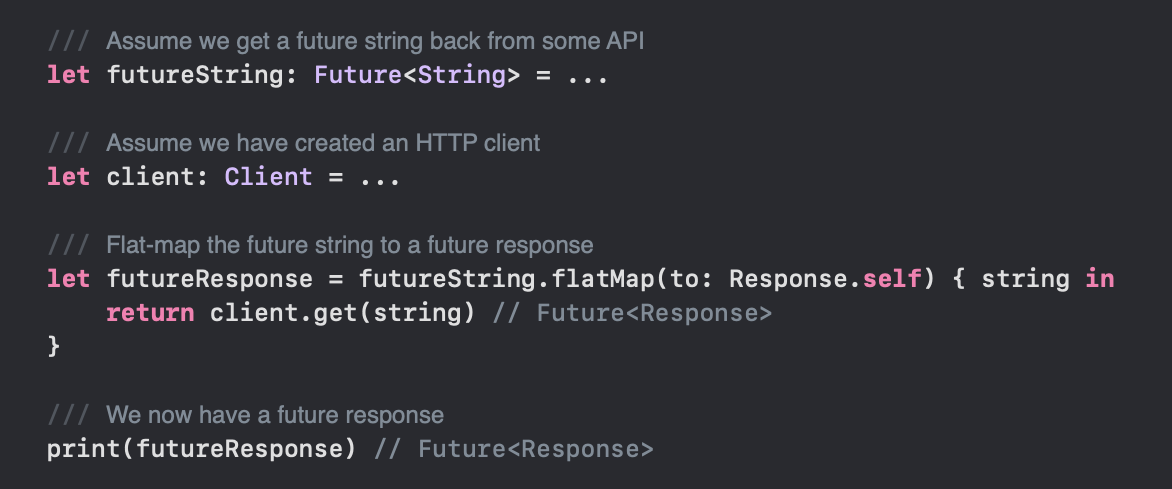 /// Assume we get a future string back from some API
let futureString: Future<String> = ...
/// Assume we have created an HTTP client
let client: Client = ...
/// Flat-map the future string to a future response
let futureResponse = futureString.flatMap(to: Response.self) { string in
return client.get(string) // Future<Response>
}
/// We now have a future response
print(futureResponse) // Future<Response>